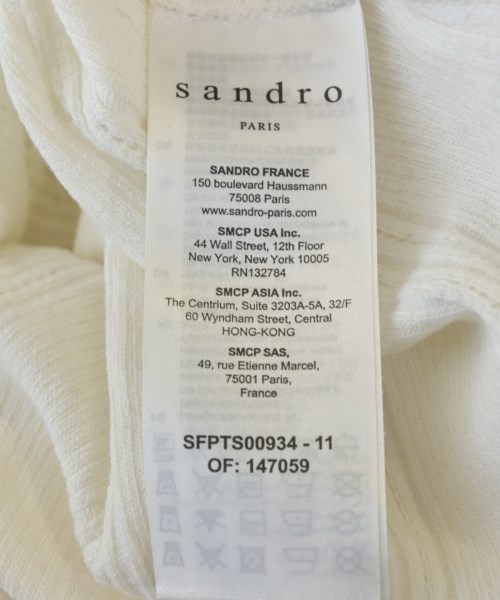 sandro
PARIS
SANDRO FRANCE
150 boulevard Haussmann
75008 Paris
www.sandro-paris.com
SMCP USA Inc.
44 Wall Street, 12th Floor
New York, New York 10005
RN132784
SMCP ASIA Inc.
The Centrium, Suite 3203A-5A, 32/F
60 Wyndham Street, Central
HONG-KONG
SMCP SAS,
49, rue Etienne Marcel,
75001 Paris,
France
SFPTS00934 - 11
OF: 147059